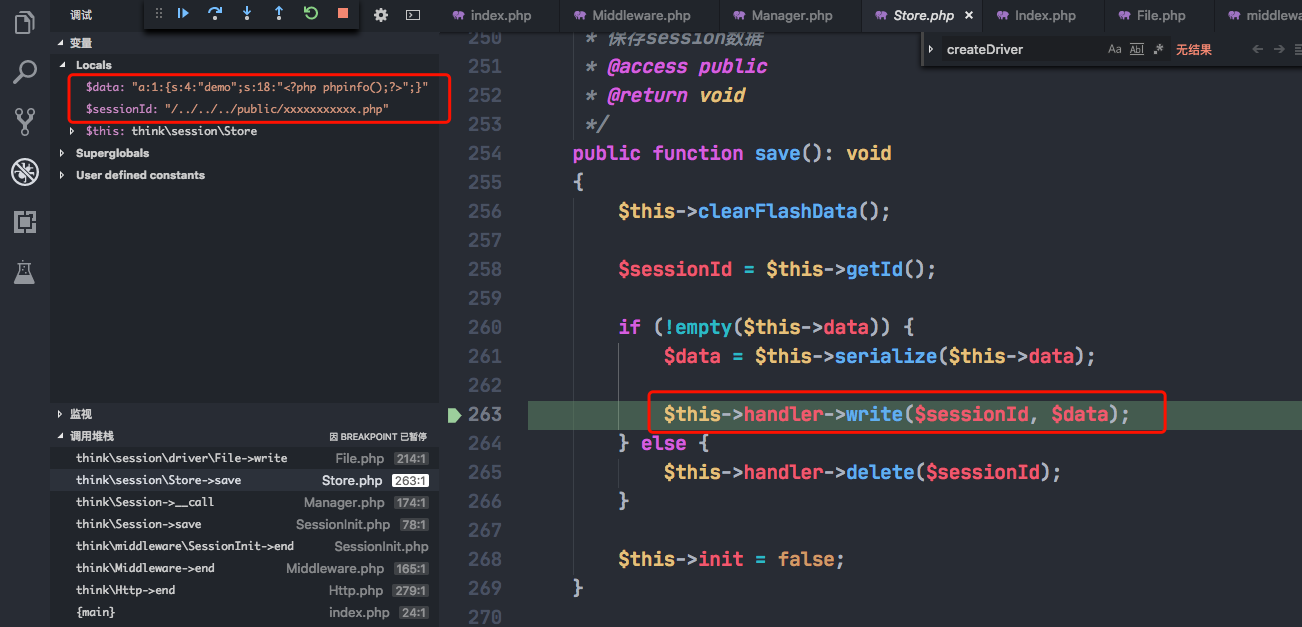 调试
变量
Locals
$data: "a:1:{s:4:"demo";s:18:"<?php phpinfo();?>";}"
$sessionId: "/../../../public/xxxxxxxxxxx.php"
$this: think\session\Store
Superglobals
User defined constants
监视
调用堆栈 因 BREAKPOINT 已暂停
think\session\driver\File->write File.php 214:1
think\session\Store->save Store.php 263:1
think\Session->__call Manager.php 174:1
think\Session->save SessionInit.php 78:1
think\middleware\SessionInit->end SessionInit.php
think\Middleware->end Middleware.php 165:1
think\Http->end Http.php 279:1
{main} index.php 24:1
index.php Middleware.php Manager.php Store.php × Index.php File.php middlewa
createDriver Aa Abl .* 无结果
250 * 保存session数据
251 * @access public
252 * @return void
253 */
254 public function save(): void
255 {
256 $this->clearFlashData();
257
258 $sessionId = $this->getId();
259
260 if (!empty($this->data)) {
261 $data = $this->serialize($this->data);
262
263 $this->handler->write($sessionId, $data);
264 } else {
265 $this->handler->delete($sessionId);
266 }
267
268 $this->init = false;
269 }
270